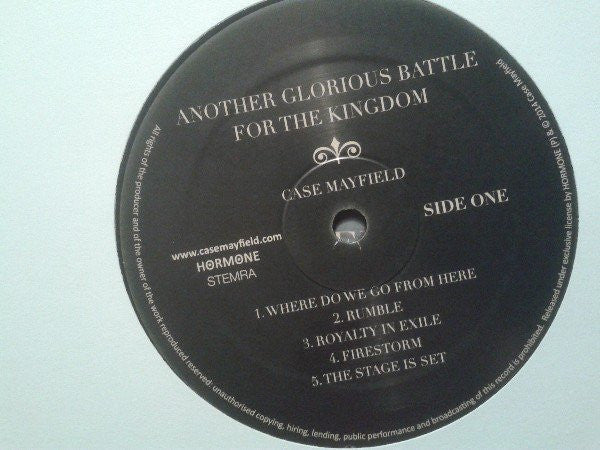 ANOTHER GLORIOUS BATTLE
FOR THE KINGDOM
CASE MAYFIELD
SIDE ONE
www.casemayfield.com
HORMONE
STEMRA
1. WHERE DO WE GO FROM HERE
2. RUMBLE
3. ROYALTY IN EXILE
4. FIRESTORM
5. THE STAGE IS SET
All rights of the producer and of the owner of the work reproduced reserved. unauthorised copying, hiring, lending, public performance and broadcasting of this record is prohibited. Released under exclusive license by HORMONE (P) & © 2014 Case Mayfield